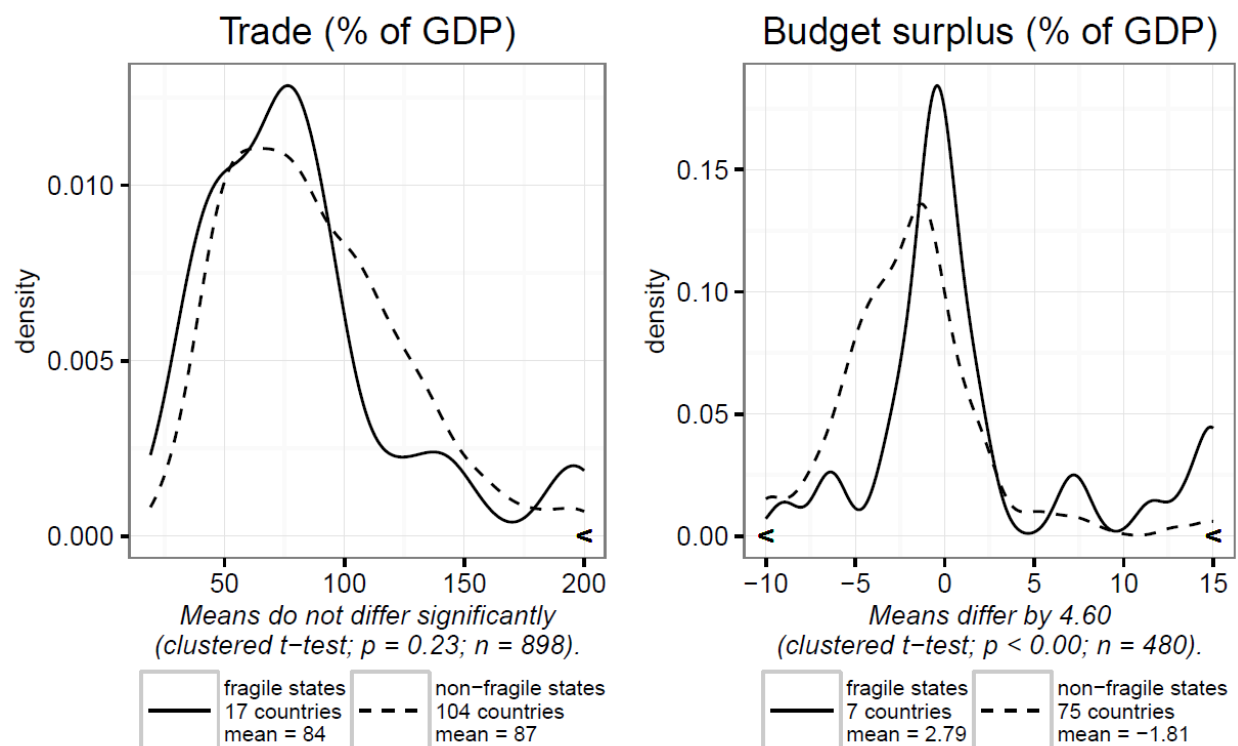 Trade (% of GDP)
density
0.010
0.005
0.000
50 100 150 200
Means do not differ significantly
(clustered t−test; p = 0.23; n = 898).
fragile states
17 countries
mean = 84
non−fragile states
104 countries
mean = 87
Budget surplus (% of GDP)
density
0.15
0.10
0.05
0.00
−10 −5 0 5 10 15
Means differ by 4.60
(clustered t−test; p < 0.00; n = 480).
fragile states
7 countries
mean = 2.79
non−fragile states
75 countries
mean = −1.81